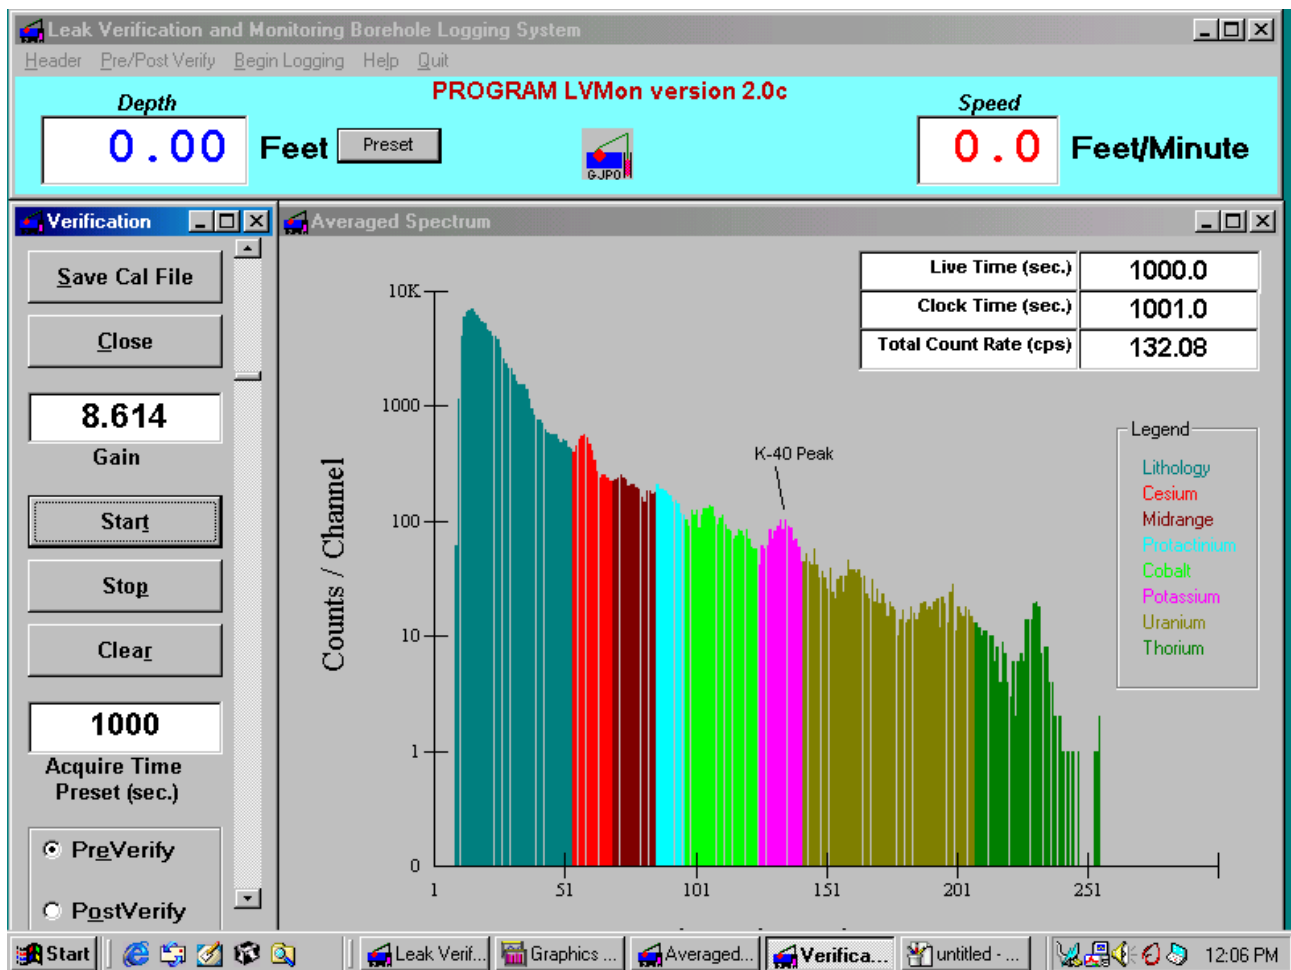 Leak Verification and Monitoring Borehole Logging System
Header Pre/Post Verify Begin Logging Help Quit
PROGRAM LVMon version 2.0c
Depth
0.00 Feet
Preset
GJPO
Speed
0.0 Feet/Minute
Verification
Save Cal File
Close
8.614
Gain
Start
Stop
Clear
1000
Acquire Time
Preset (sec.)
PreVerify
PostVerify
Averaged Spectrum
Live Time (sec.) 1000.0
Clock Time (sec.) 1001.0
Total Count Rate (cps) 132.08
Counts / Channel
10K
1000
100
10
1
0
1 51 101 151 201 251
K-40 Peak
Legend
Lithology
Cesium
Midrange
Protactinium
Cobalt
Potassium
Uranium
Thorium
Start Leak Verif... Graphics ... Averaged... Verifica... untitled - ... 12:06 PM